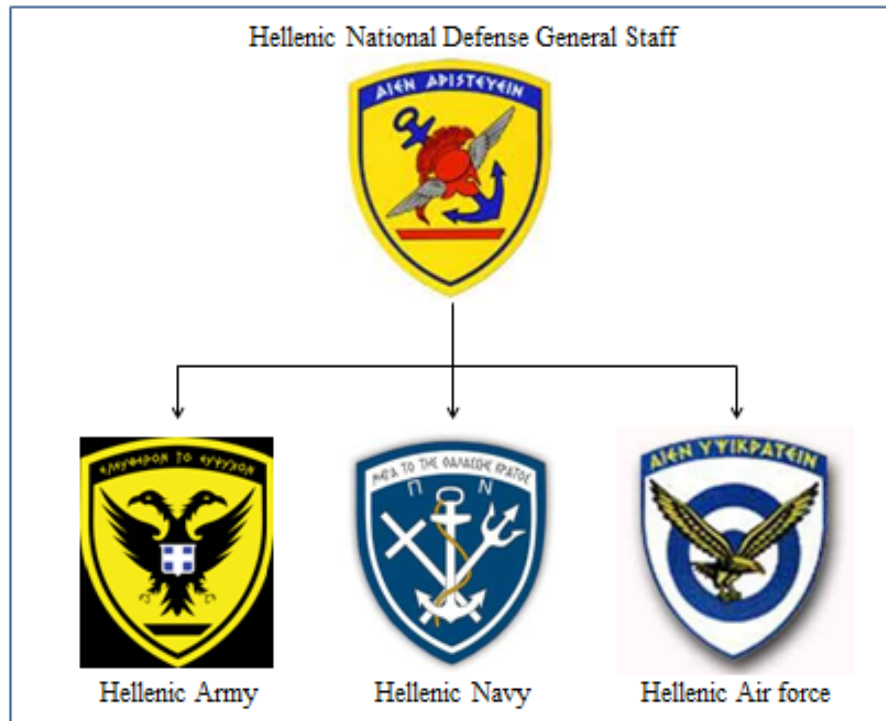 Hellenic National Defense General Staff
ΑΙΕΝ ΑΡΙΣΤΕΥΕΙΝ
ΕΛΕΥΘΕΡΟΝ ΤΟ ΕΥΨΥΧΟΝ
ΜΕΓΑ ΤΟ ΤΗΣ ΘΑΛΑΣΣΗΣ ΚΡΑΤΟΣ
Π Ν
ΑΙΕΝ ΥΨΙΚΡΑΤΕΙΝ
Hellenic Army
Hellenic Navy
Hellenic Air force